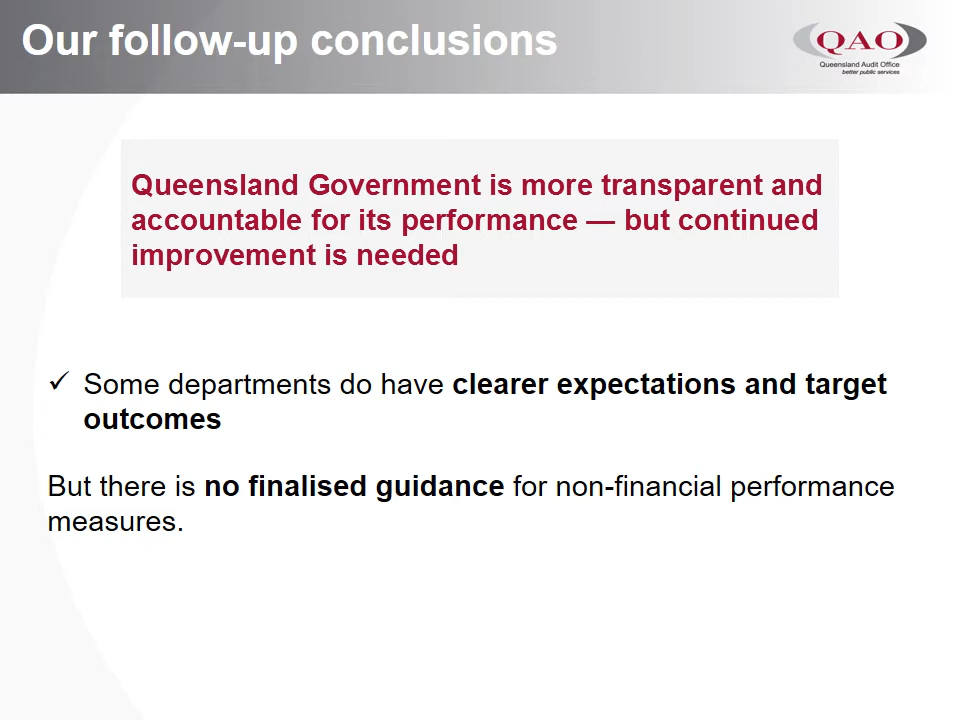 Our follow-up conclusions
QAO
Queensland Audit Office
better public services
Queensland Government is more transparent and
accountable for its performance — but continued
improvement is needed
✓ Some departments do have clearer expectations and target
outcomes
But there is no finalised guidance for non-financial performance
measures.